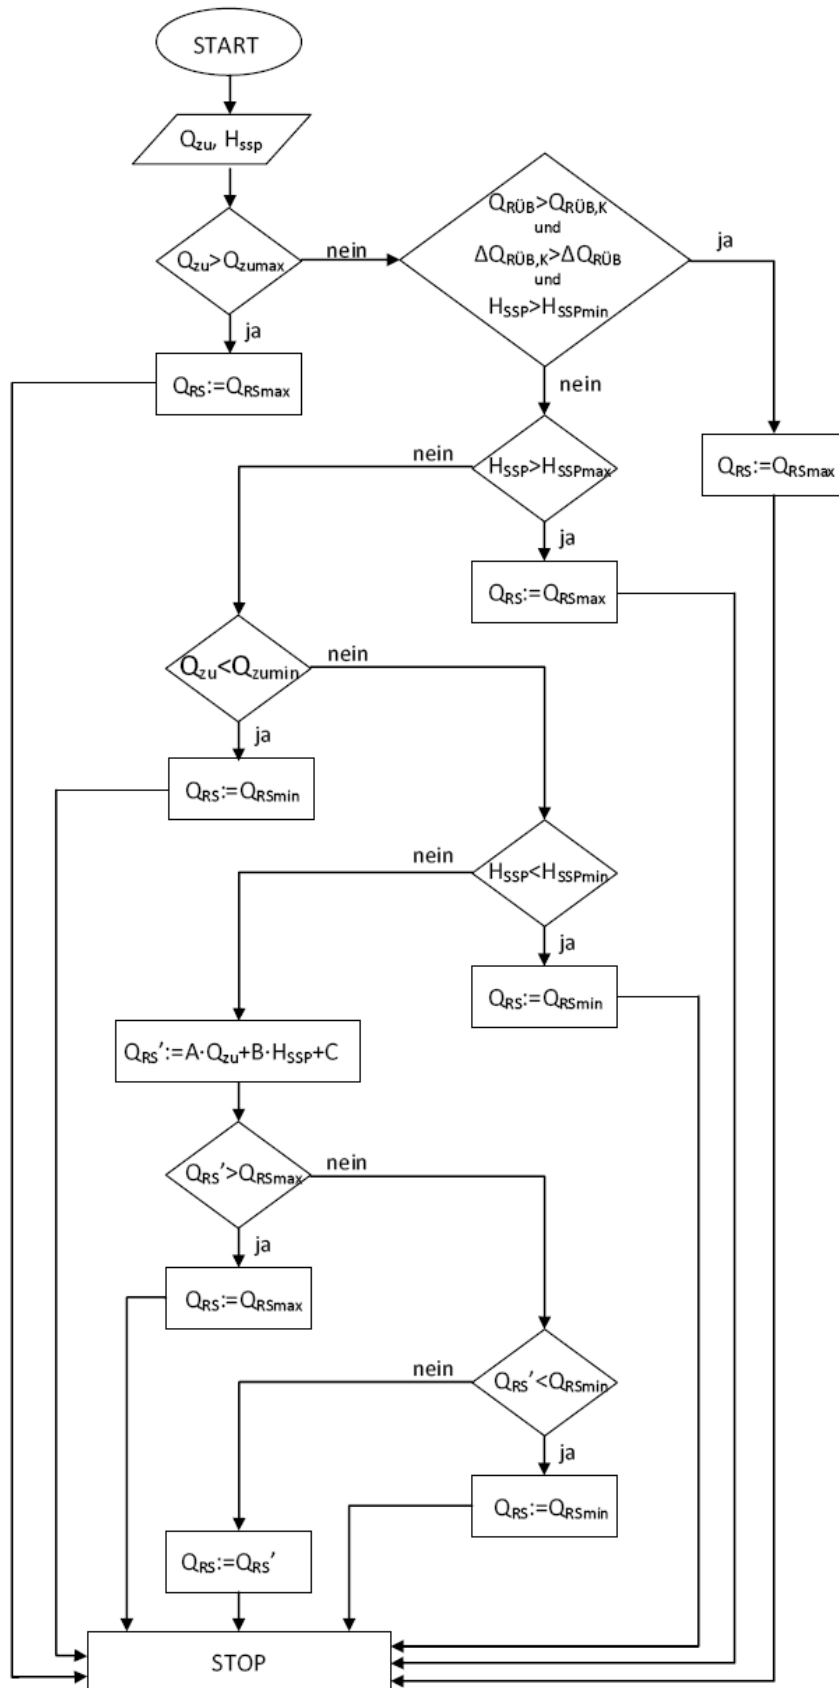 START
Qzu, Hssp
QRÜB>QRÜB,K
und
ΔQRÜB,K>ΔQRÜB
und
HSSP>HSSPmin
Qzu>Qzumax
nein
ja
ja
QRS:=QRSmax
nein
nein
HSSP>HSSPmax
QRS:=QRSmax
ja
QRS:=QRSmax
Qzu<Qzumin
nein
ja
QRS:=QRSmin
nein
HSSP<HSSPmin
ja
QRS:=QRSmin
QRS':=A·Qzu+B·HSSP+C
QRS'>QRSmax
nein
ja
QRS:=QRSmax
nein
QRS'<QRSmin
ja
QRS:=QRSmin
QRS:=QRS'
STOP